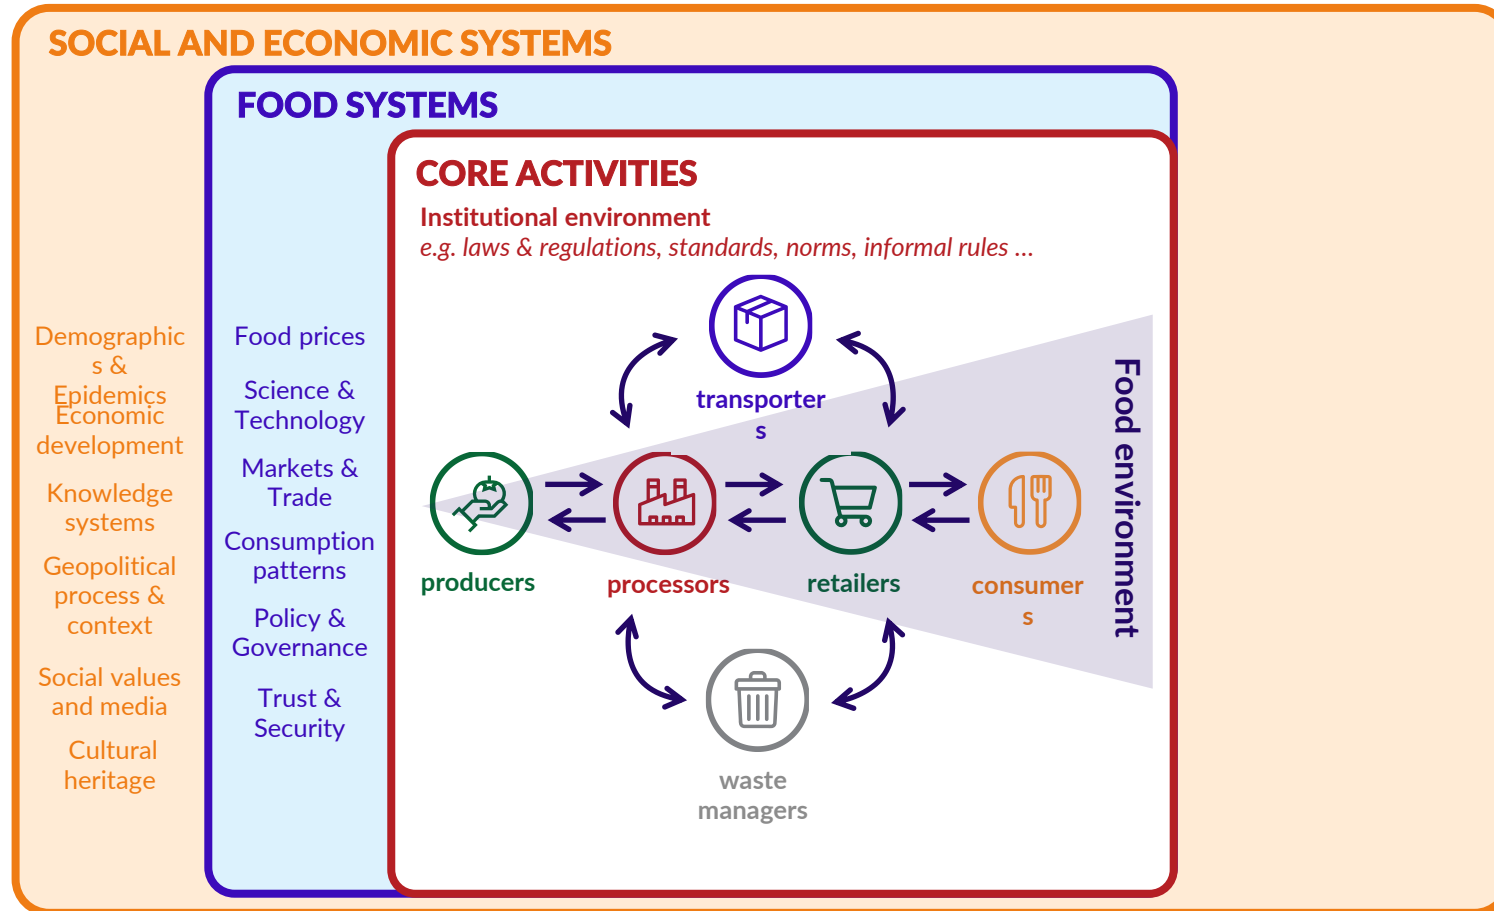 SOCIAL AND ECONOMIC SYSTEMS
FOOD SYSTEMS
CORE ACTIVITIES
Institutional environment
e.g. laws & regulations, standards, norms, informal rules ...
Demographic
s &
Epidemics
Economic
development
Knowledge
systems
Geopolitical
process &
context
Social values
and media
Cultural
heritage
Food prices
Science &
Technology
Markets &
Trade
Consumption
patterns
Policy &
Governance
Trust &
Security
transporter
s
producers
processors
retailers
consumer
s
waste
managers
Food environment